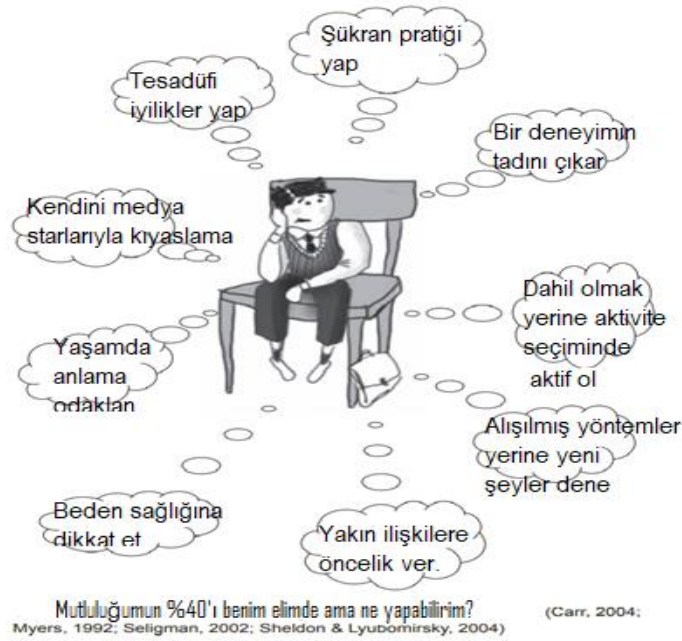 Şükran pratiği
yap
Tesadüfi
iyilikler yap
Bir deneyimin
tadını çıkar
Kendini medya
starlarıyla kıyaslama
Dahil olmak
yerine aktivite
seçiminde
aktif ol
Yaşamda
anlama
odaklan
Alışılmış yöntemler
yerine yeni
şeyler dene
Beden sağlığına
dikkat et
Yakın ilişkilere
öncelik ver.
Mutluluğumun %40'ı benim elimde ama ne yapabilirim? (Carr, 2004;
Myers, 1992; Seligman, 2002; Sheldon & Lyubomirsky, 2004)